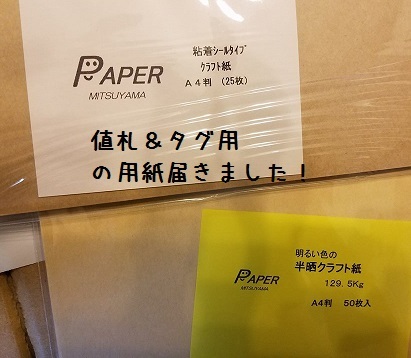 PAPER
MITSUYAMA
粘着シールタイプ
クラフト紙
A4判 (25枚)
値札&タグ用
の用紙届きました!
PAPER
MITSUYAMA
明るい色の
半晒クラフト紙
129.5Kg
A4判 50枚入